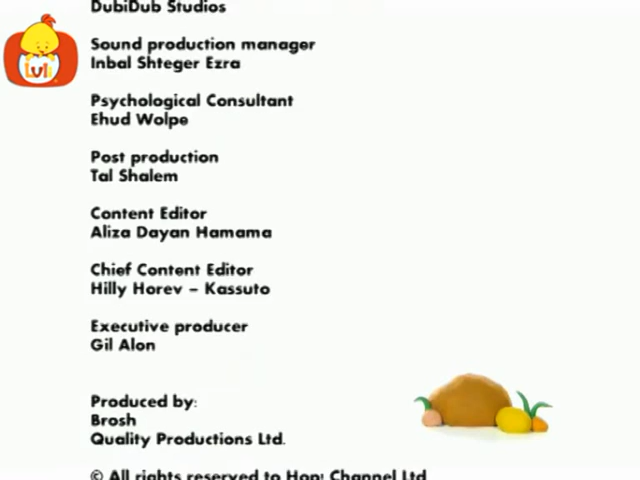 DubiDub Studios
Sound production manager
Inbal Shteger Ezra
Luli
Psychological Consultant
Ehud Wolpe
Post production
Tal Shalem
Content Editor
Aliza Dayan Hamama
Chief Content Editor
Hilly Horev – Kassuto
Executive producer
Gil Alon
Produced by:
Brosh
Quality Productions Ltd.
© All rights reserved to Hop! Channel Ltd